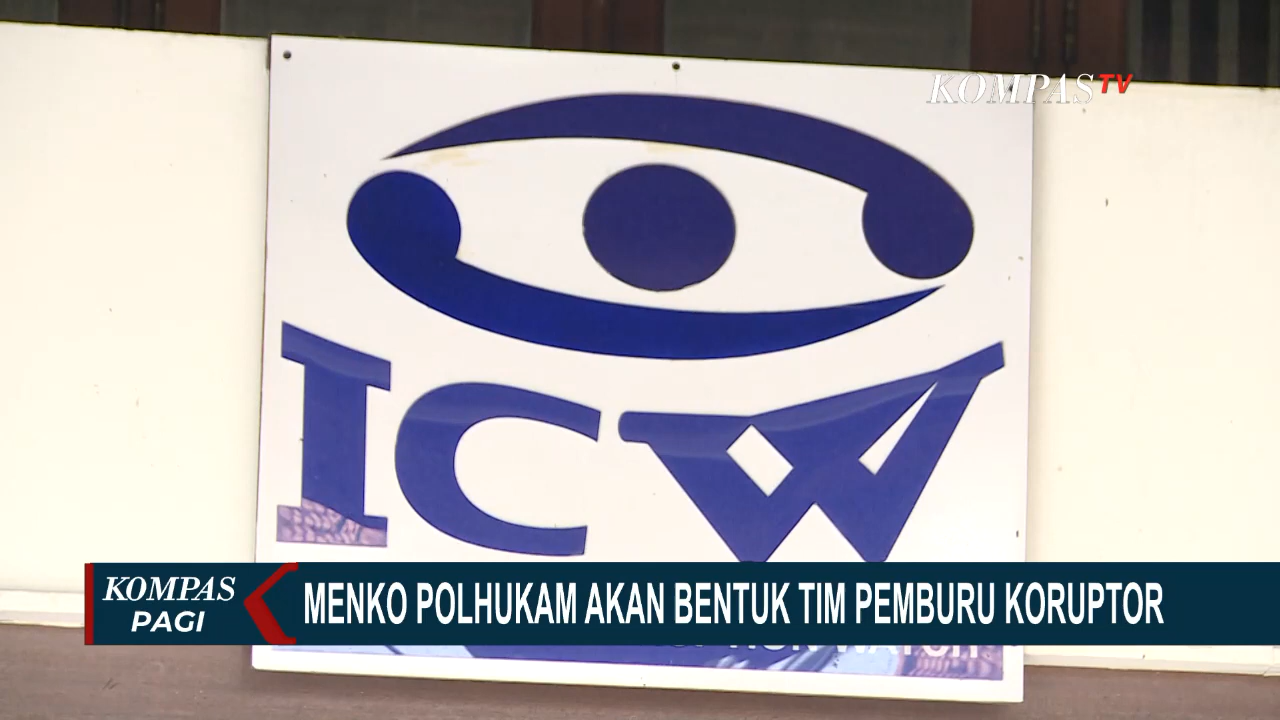 KOMPASTV
ICW
KOMPAS
PAGI
MENKO POLHUKAM AKAN BENTUK TIM PEMBURU KORUPTOR